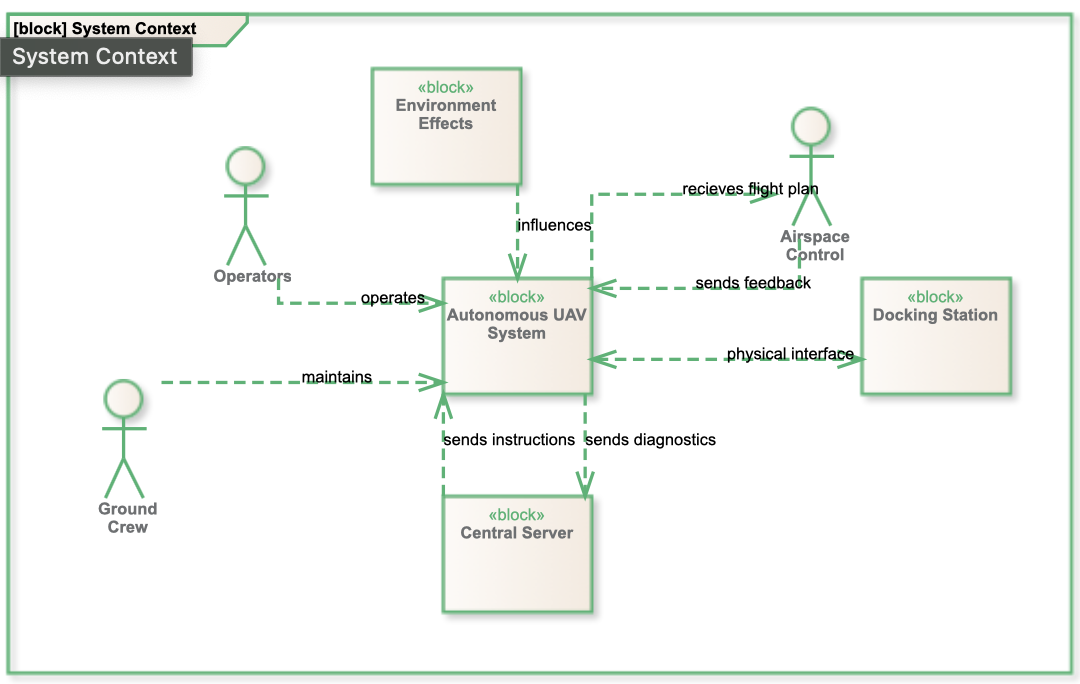 [block] System Context
System Context
«block»
Environment
Effects
recieves flight plan
influences
Airspace
Control
Operators
sends feedback
operates
«block»
Autonomous UAV
System
«block»
Docking Station
physical interface
maintains
sends instructions
sends diagnostics
Ground
Crew
«block»
Central Server